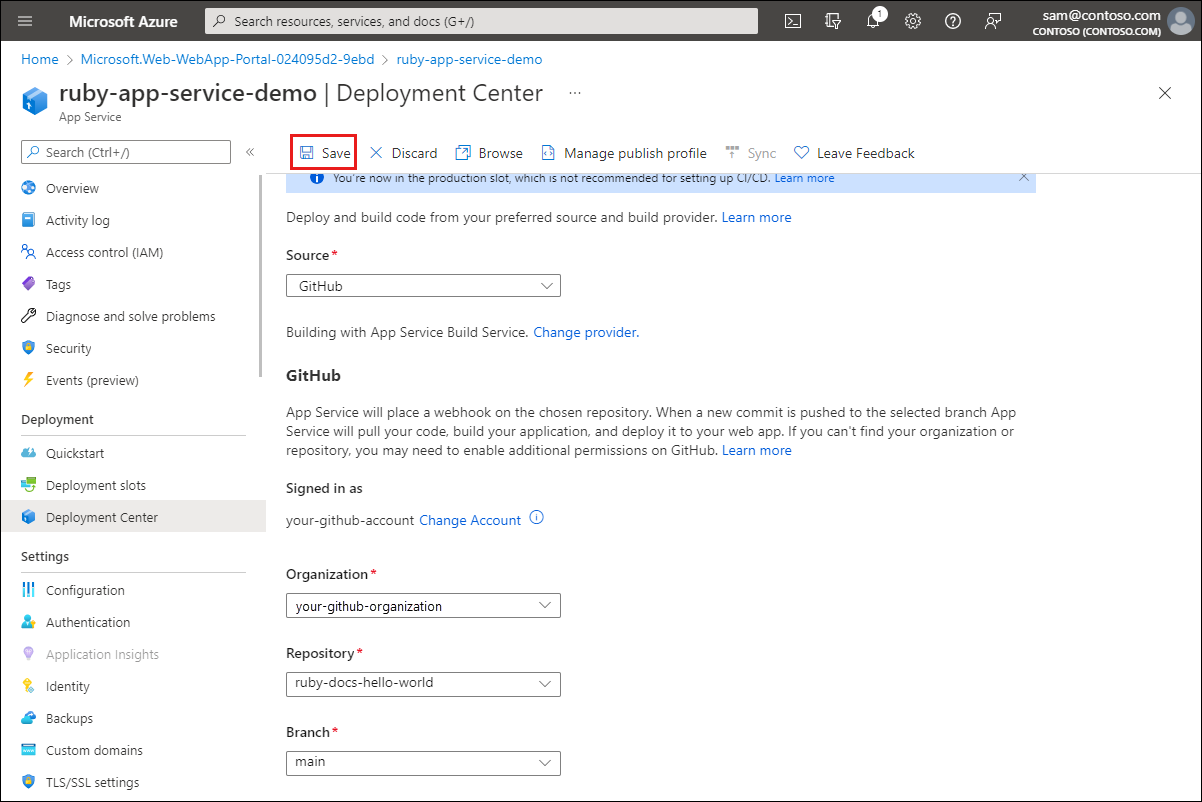 Microsoft Azure
Search resources, services, and docs (G+/)
1
sam@contoso.com
CONTOSO (CONTOSO.COM)
Home > Microsoft.Web-WebApp-Portal-024095d2-9ebd > ruby-app-service-demo
ruby-app-service-demo | Deployment Center ...
App Service
Search (Ctrl+/)
«
Save
Discard
Browse
Manage publish profile
Sync
Leave Feedback
Overview
Activity log
Access control (IAM)
Tags
Diagnose and solve problems
Security
Events (preview)
Deployment
Quickstart
Deployment slots
Deployment Center
Settings
Configuration
Authentication
Application Insights
Identity
Backups
Custom domains
TLS/SSL settings
You're now in the production slot, which is not recommended for setting up CI/CD. Learn more
Deploy and build code from your preferred source and build provider. Learn more
Source*
GitHub
Building with App Service Build Service. Change provider.
GitHub
App Service will place a webhook on the chosen repository. When a new commit is pushed to the selected branch App
Service will pull your code, build your application, and deploy it to your web app. If you can't find your organization or
repository, you may need to enable additional permissions on GitHub. Learn more
Signed in as
your-github-account Change Account
Organization*
your-github-organization
Repository*
ruby-docs-hello-world
Branch*
main